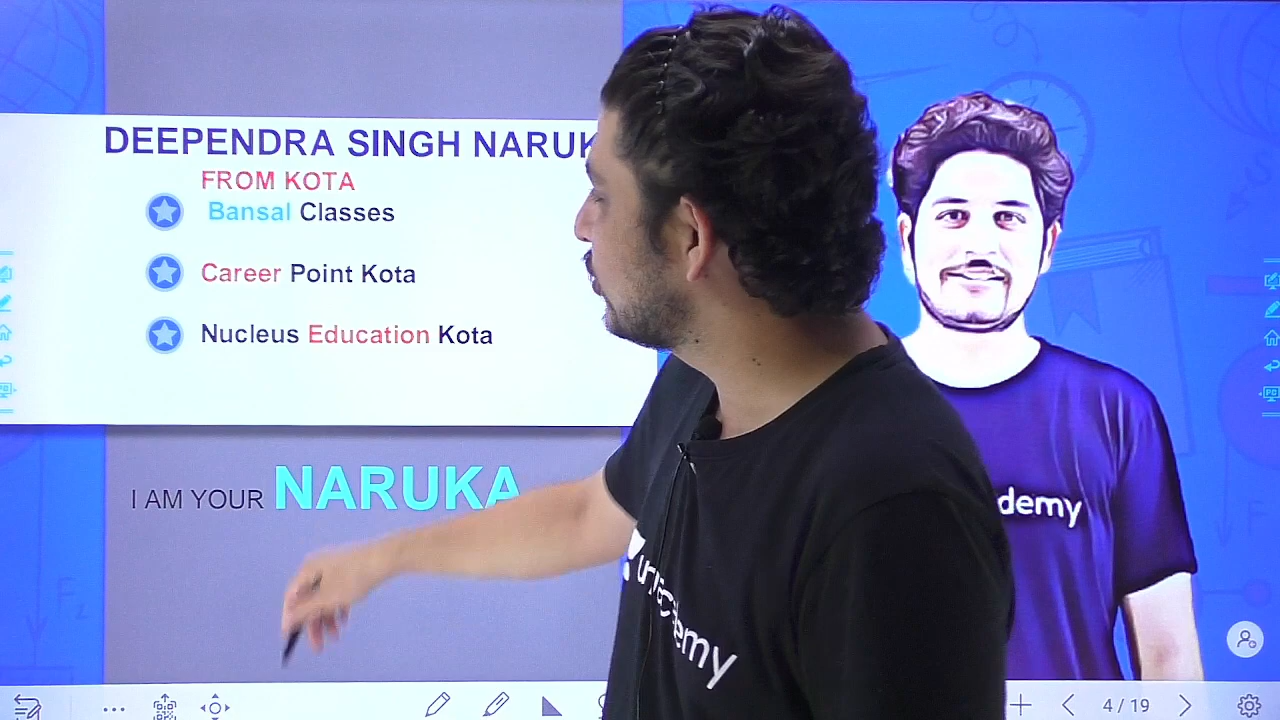 DEEPENDRA SINGH NARUK
FROM KOTA
Bansal Classes
Career Point Kota
Nucleus Education Kota
I AM YOUR NARUKA
demy
unacademy
4 / 19